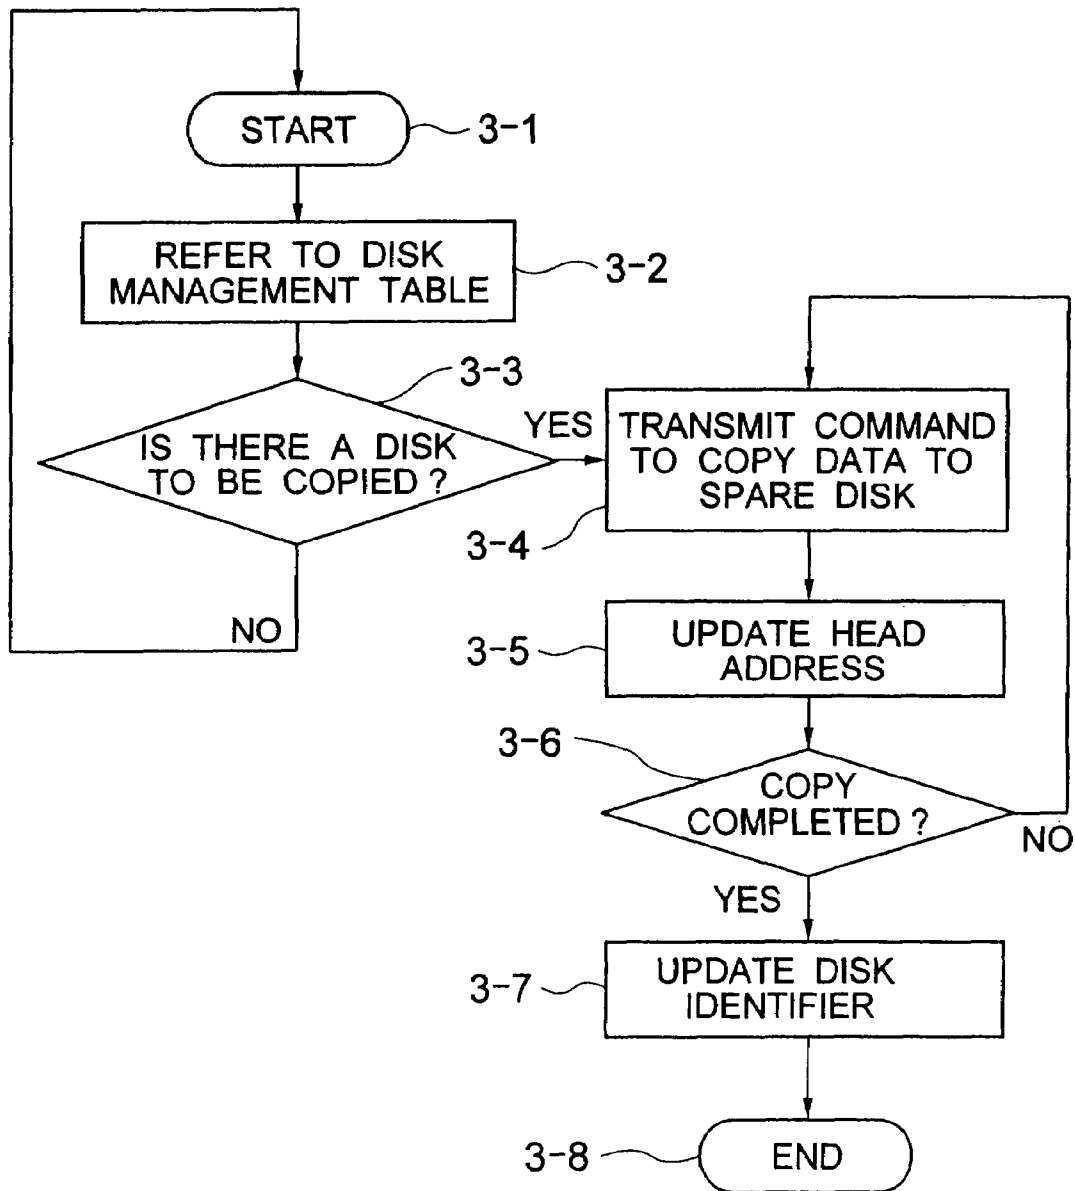 START
3-1
REFER TO DISK
MANAGEMENT TABLE
3-2
3-3
IS THERE A DISK
TO BE COPIED ?
YES
NO
TRANSMIT COMMAND
TO COPY DATA TO
SPARE DISK
3-4
UPDATE HEAD
ADDRESS
3-5
3-6
COPY
COMPLETED ?
NO
YES
UPDATE DISK
IDENTIFIER
3-7
END
3-8